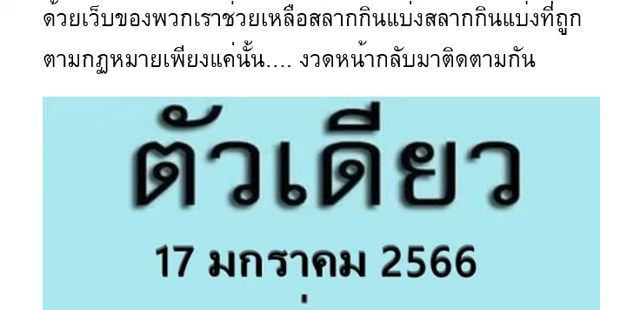 ด้วยเว็บของพวกเราช่วยเหลือสลากกินแบ่งสลากกินแบ่งที่ถูก
ตามกฏหมายเพียงแค่นั้น.... งวดหน้ากลับมาติดตามกัน
ตัวเดียว
17 มกราคม 2566